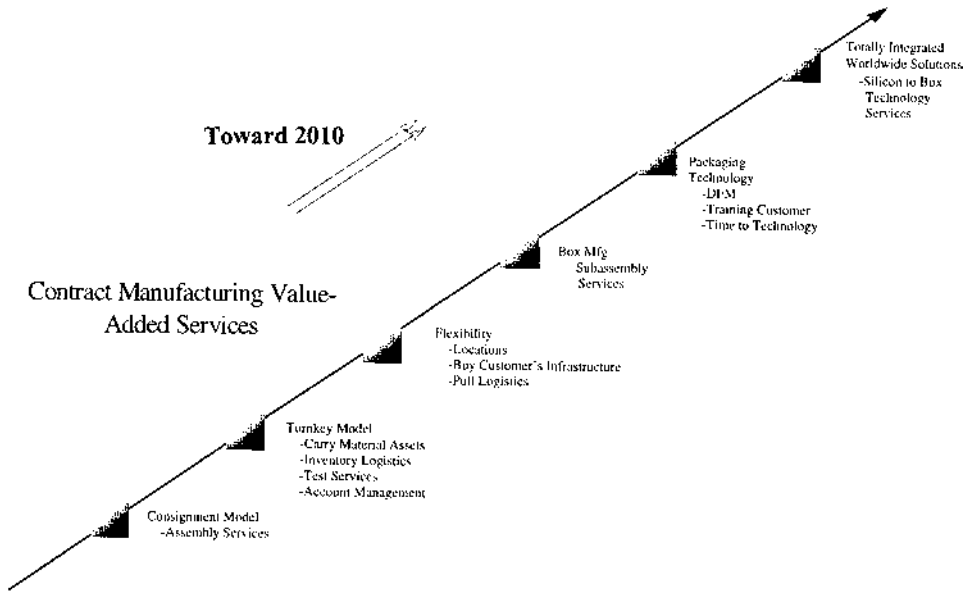 Totally Integrated
Worldwide Solutions
-Silicon to Box
Technology
Services
Toward 2010
Packaging
Technology
-DFM
-Training Customer
-Time to Technology
Box Mfg
Subassembly
Services
Contract Manufacturing Value-
Added Services
Flexibility
-Locations
-Buy Customer's Infrastructure
-Pull Logistics
Turnkey Model
-Carry Material Assets
-Inventory Logistics
-Test Services
-Account Management
Consignment Model
-Assembly Services